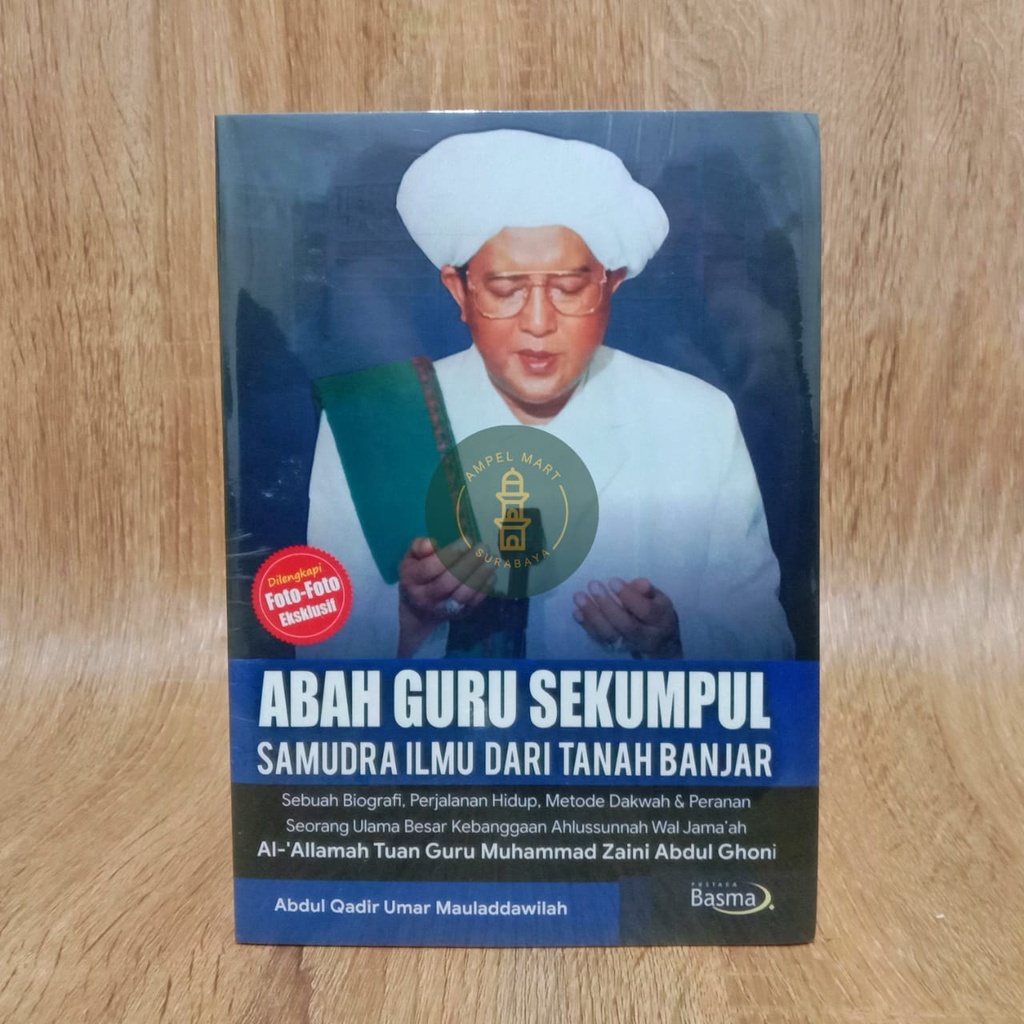 AMPEL MART
SURABAYA
Dilengkapi
Foto-Foto
Eksklusif
ABAH GURU SEKUMPUL
SAMUDRA ILMU DARI TANAH BANJAR
Sebuah Biografi, Perjalanan Hidup, Metode Dakwah & Peranan
Seorang Ulama Besar Kebanggaan Ahlussunnah Wal Jama'ah
Al-'Allamah Tuan Guru Muhammad Zaini Abdul Ghoni
PUSTAKA
Basma
Abdul Qadir Umar Mauladdawilah